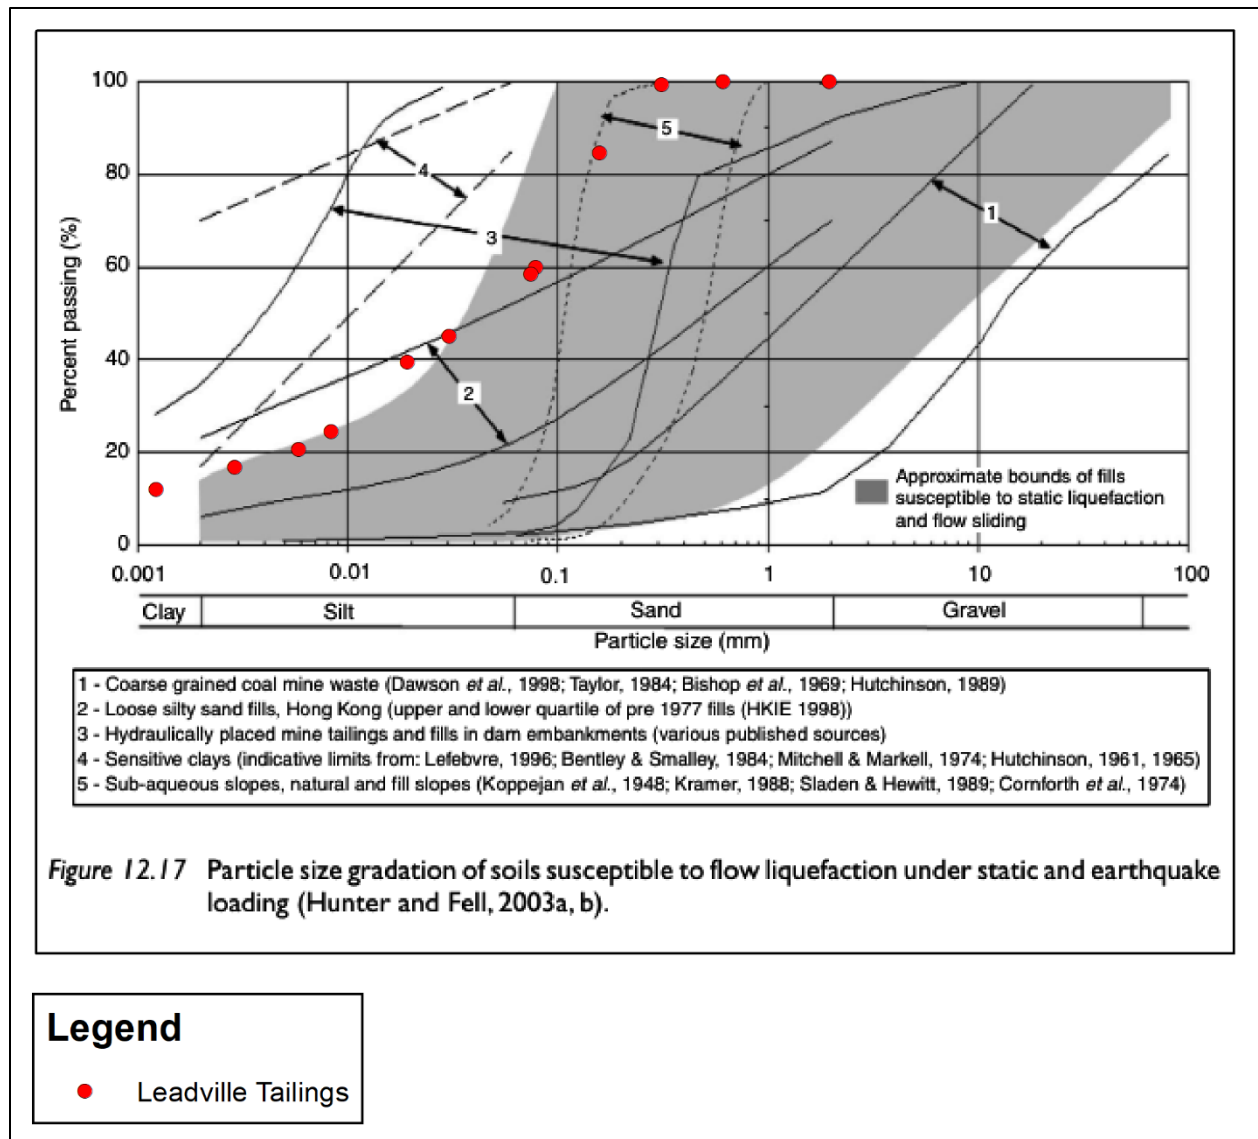 100
80
60
40
20
0
Percent passing (%)
5
4
3
1
2
Approximate bounds of fills
susceptible to static liquefaction
and flow sliding
0.001
0.01
0.1
1
10
100
Clay
Silt
Sand
Gravel
Particle size (mm)
1 - Coarse grained coal mine waste (Dawson et al., 1998; Taylor, 1984; Bishop et al., 1969; Hutchinson, 1989)
2 - Loose silty sand fills, Hong Kong (upper and lower quartile of pre 1977 fills (HKIE 1998))
3 - Hydraulically placed mine tailings and fills in dam embankments (various published sources)
4 - Sensitive clays (indicative limits from: Lefebvre, 1996; Bentley & Smalley, 1984; Mitchell & Markell, 1974; Hutchinson, 1961, 1965)
5 - Sub-aqueous slopes, natural and fill slopes (Koppejan et al., 1948; Kramer, 1988; Sladen & Hewitt, 1989; Cornforth et al., 1974)
Figure 12.17 Particle size gradation of soils susceptible to flow liquefaction under static and earthquake
loading (Hunter and Fell, 2003a, b).
Legend
Leadville Tailings